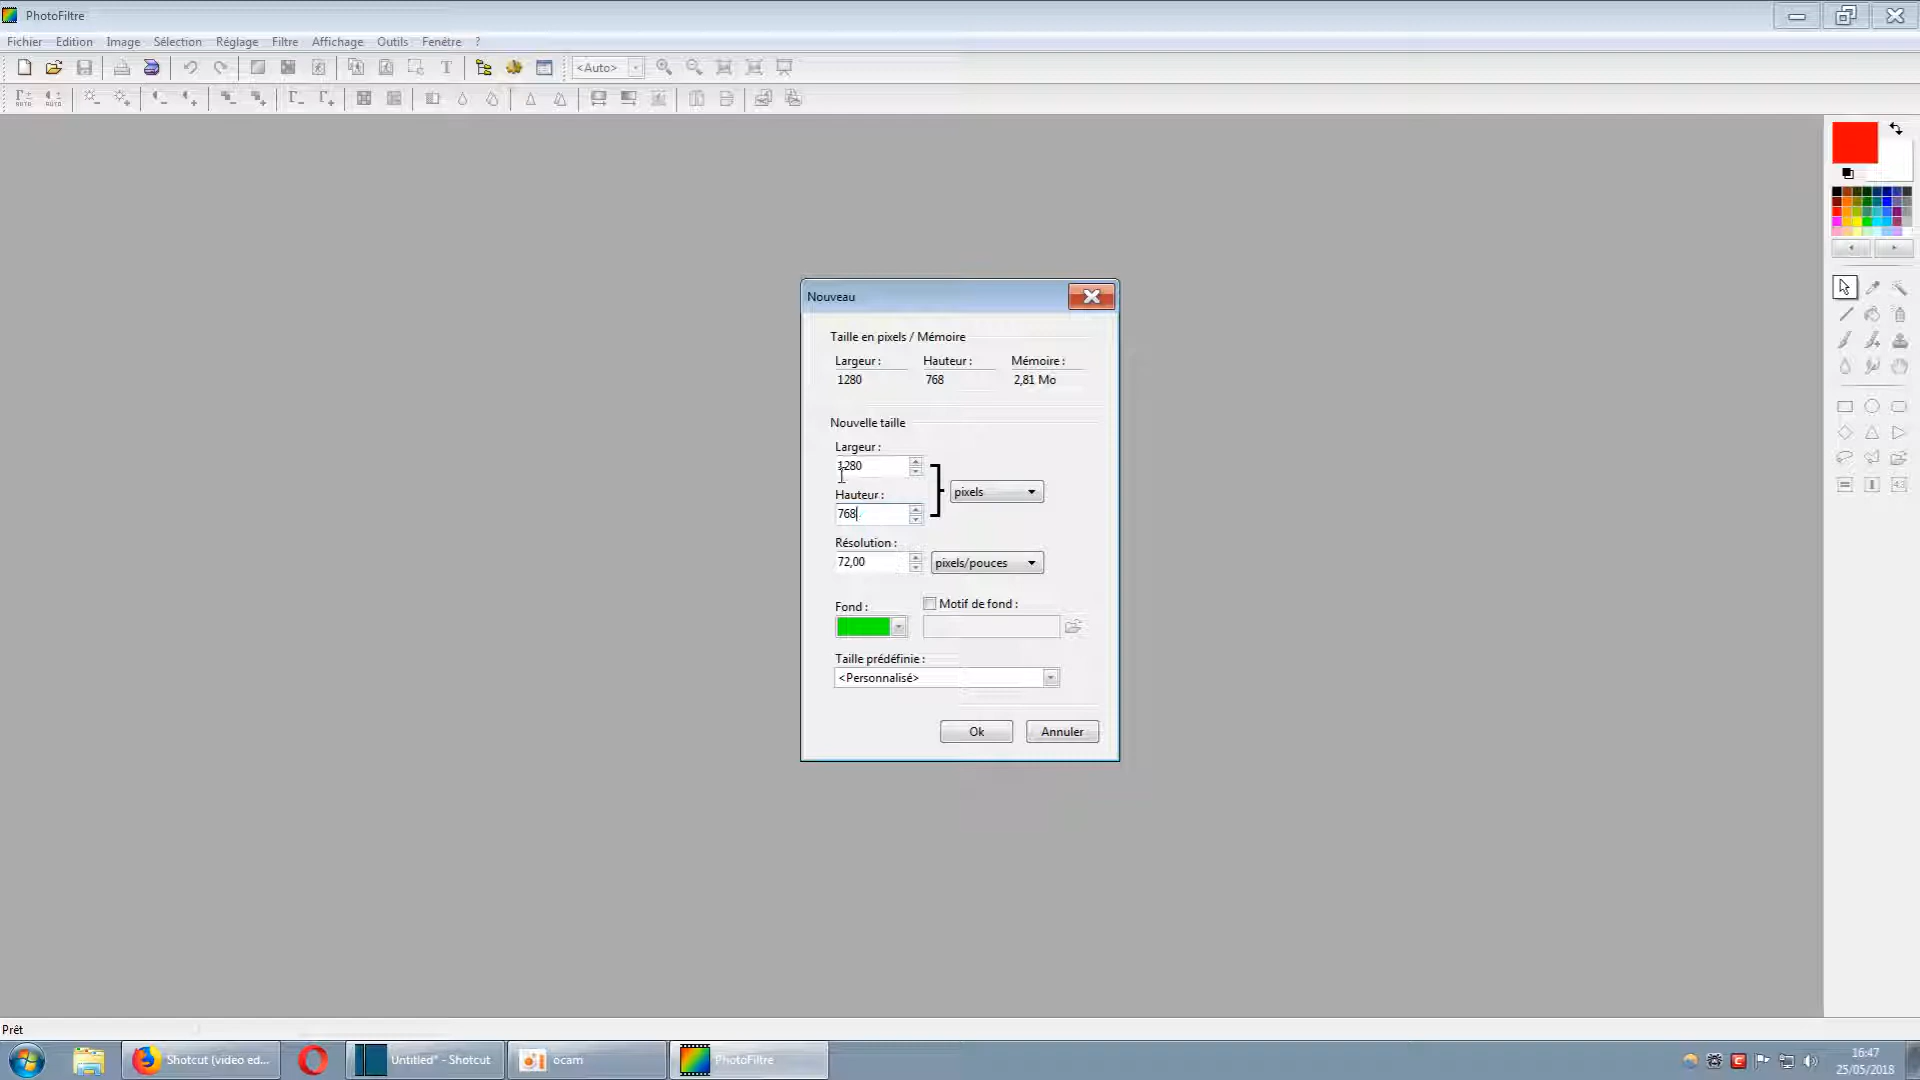 PhotoFiltre
Fichier Edition Image Sélection Réglage Filtre Affichage Outils Fenêtre ?
<Auto>
Nouveau
Taille en pixels / Mémoire
Largeur : Hauteur : Mémoire :
1280 768 2,81 Mo
Nouvelle taille
Largeur :
1280
pixels
Hauteur :
768
Résolution :
72,00 pixels/pouces
Fond : Motif de fond :
Taille prédéfinie :
<Personnalisé>
Ok Annuler
Prêt
Shotcut (video ed... Untitled* - Shotcut ocam PhotoFiltre
16:47
25/05/2018